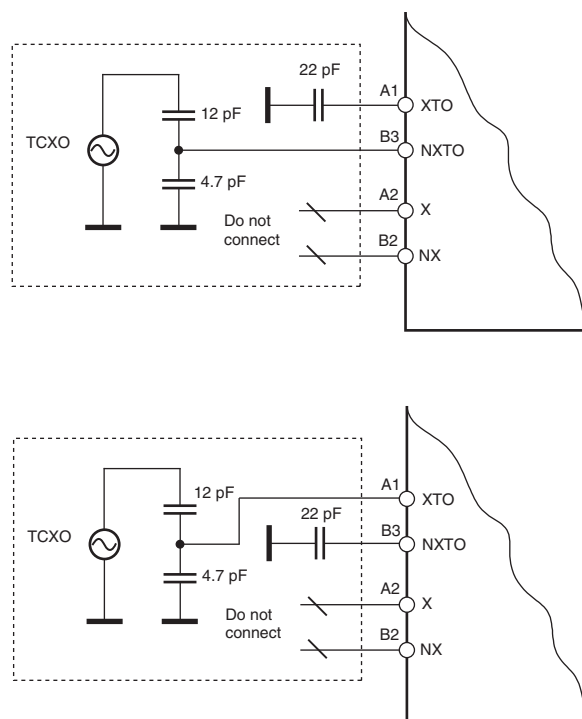 22 pF
A1
XTO
12 pF
TCXO
B3
NXTO
4.7 pF
A2
X
Do not
connect
B2
NX
A1
XTO
12 pF
22 pF
TCXO
B3
NXTO
4.7 pF
A2
X
Do not
connect
B2
NX